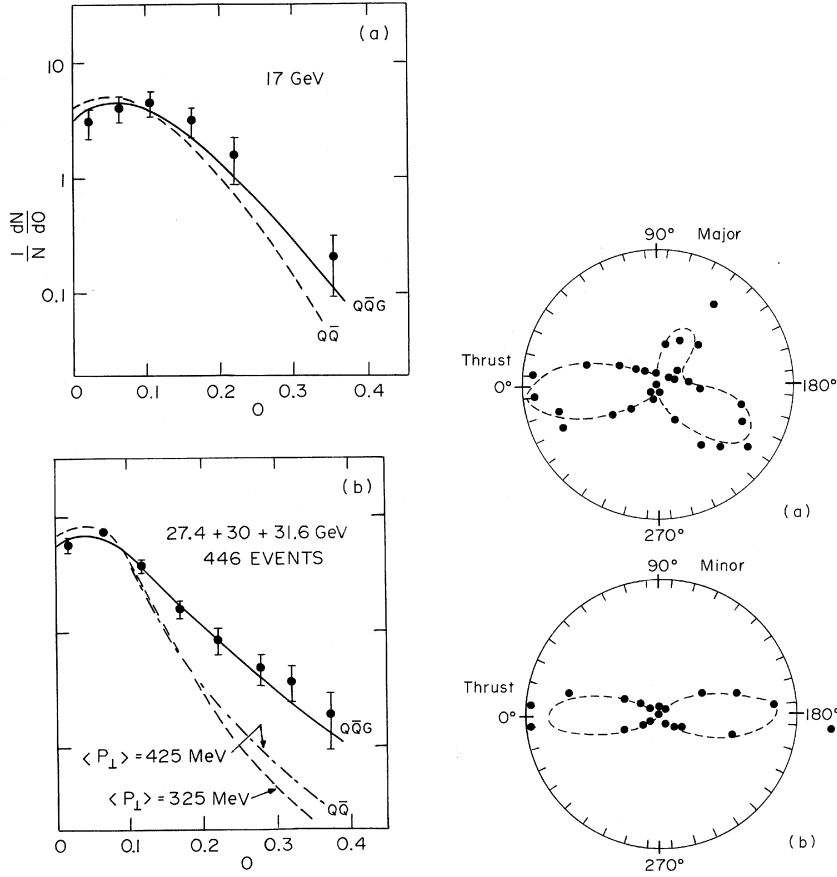 (a)
17 GeV
10
1
0.1
1/N dN/dO
QQ̄G
QQ̄
0 0.1 0.2 0.3 0.4
O
(b)
27.4 + 30 + 31.6 GeV
446 EVENTS
QQ̄G
⟨P⊥⟩ = 425 MeV
⟨P⊥⟩ = 325 MeV
QQ̄
0 0.1 0.2 0.3 0.4
O
90° Major
Thrust
0°
180°
270°
(a)
90° Minor
Thrust
0°
180°
270°
(b)